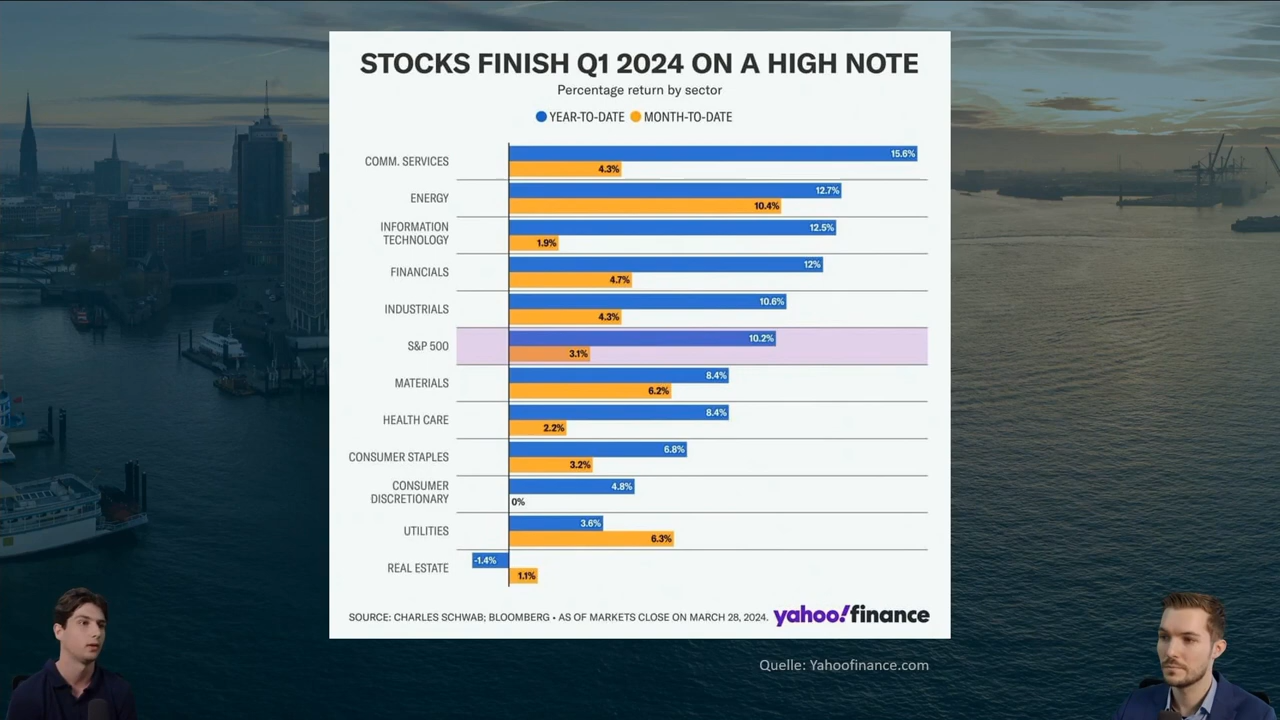 STOCKS FINISH Q1 2024 ON A HIGH NOTE
Percentage return by sector
YEAR-TO-DATE MONTH-TO-DATE
COMM. SERVICES
15.6%
4.3%
ENERGY
12.7%
10.4%
INFORMATION
TECHNOLOGY
12.5%
1.9%
FINANCIALS
12%
4.7%
INDUSTRIALS
10.6%
4.3%
S&P 500
10.2%
3.1%
MATERIALS
8.4%
6.2%
HEALTH CARE
8.4%
2.2%
CONSUMER STAPLES
6.8%
3.2%
CONSUMER
DISCRETIONARY
4.8%
0%
UTILITIES
3.6%
6.3%
REAL ESTATE
-1.4%
1.1%
SOURCE: CHARLES SCHWAB; BLOOMBERG • AS OF MARKETS CLOSE ON MARCH 28, 2024.
yahoo!finance
Quelle: Yahoofinance.com